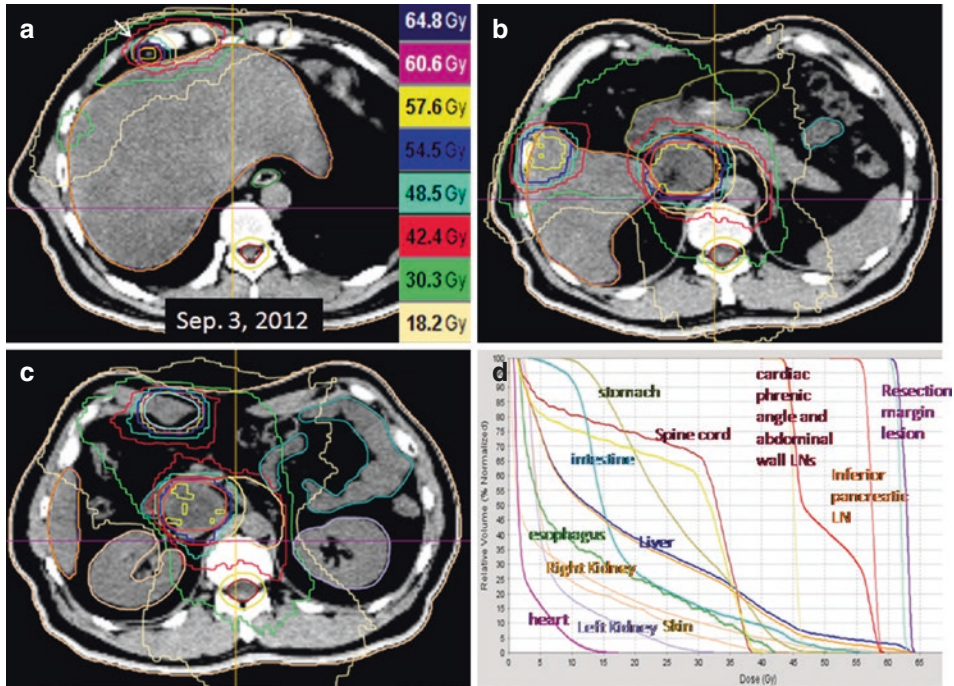 a
64.8 Gy
60.6 Gy
57.6 Gy
54.5 Gy
48.5 Gy
42.4 Gy
30.3 Gy
18.2 Gy
Sep. 3, 2012
b
c
d
Relative Volume (% Normalized)
100
90
80
70
60
50
40
30
20
10
0
stomach
Spine cord
intestine
esophagus
Liver
Right Kidney
heart
Left Kidney
Skin
cardiac
phrenic
angle and
abdominal
wall LNs
Resection
margin
lesion
Inferior
pancreatic
LN
0 5 10 15 20 25 30 35 40 45 50 55 60 65
Dose (Gy)